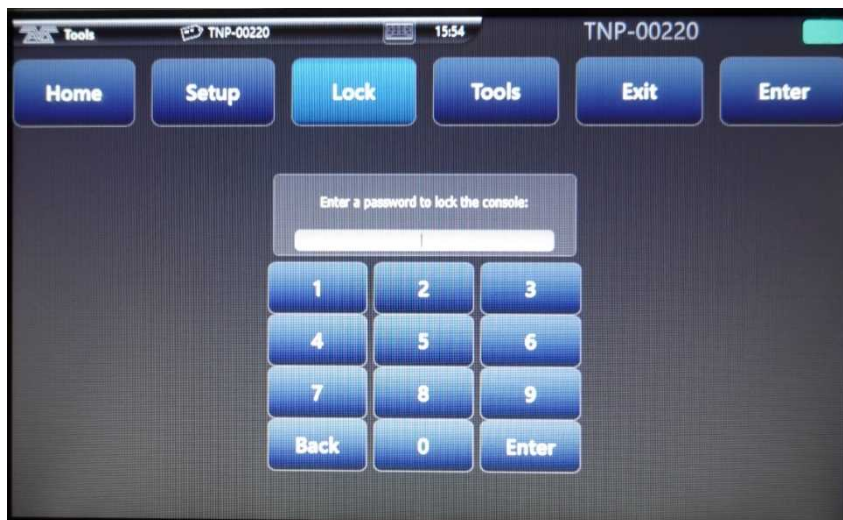 Tools TNP-00220 15:54 TNP-00220
Home Setup Lock Tools Exit Enter
Enter a password to lock the console:
1 2 3
4 5 6
7 8 9
Back 0 Enter